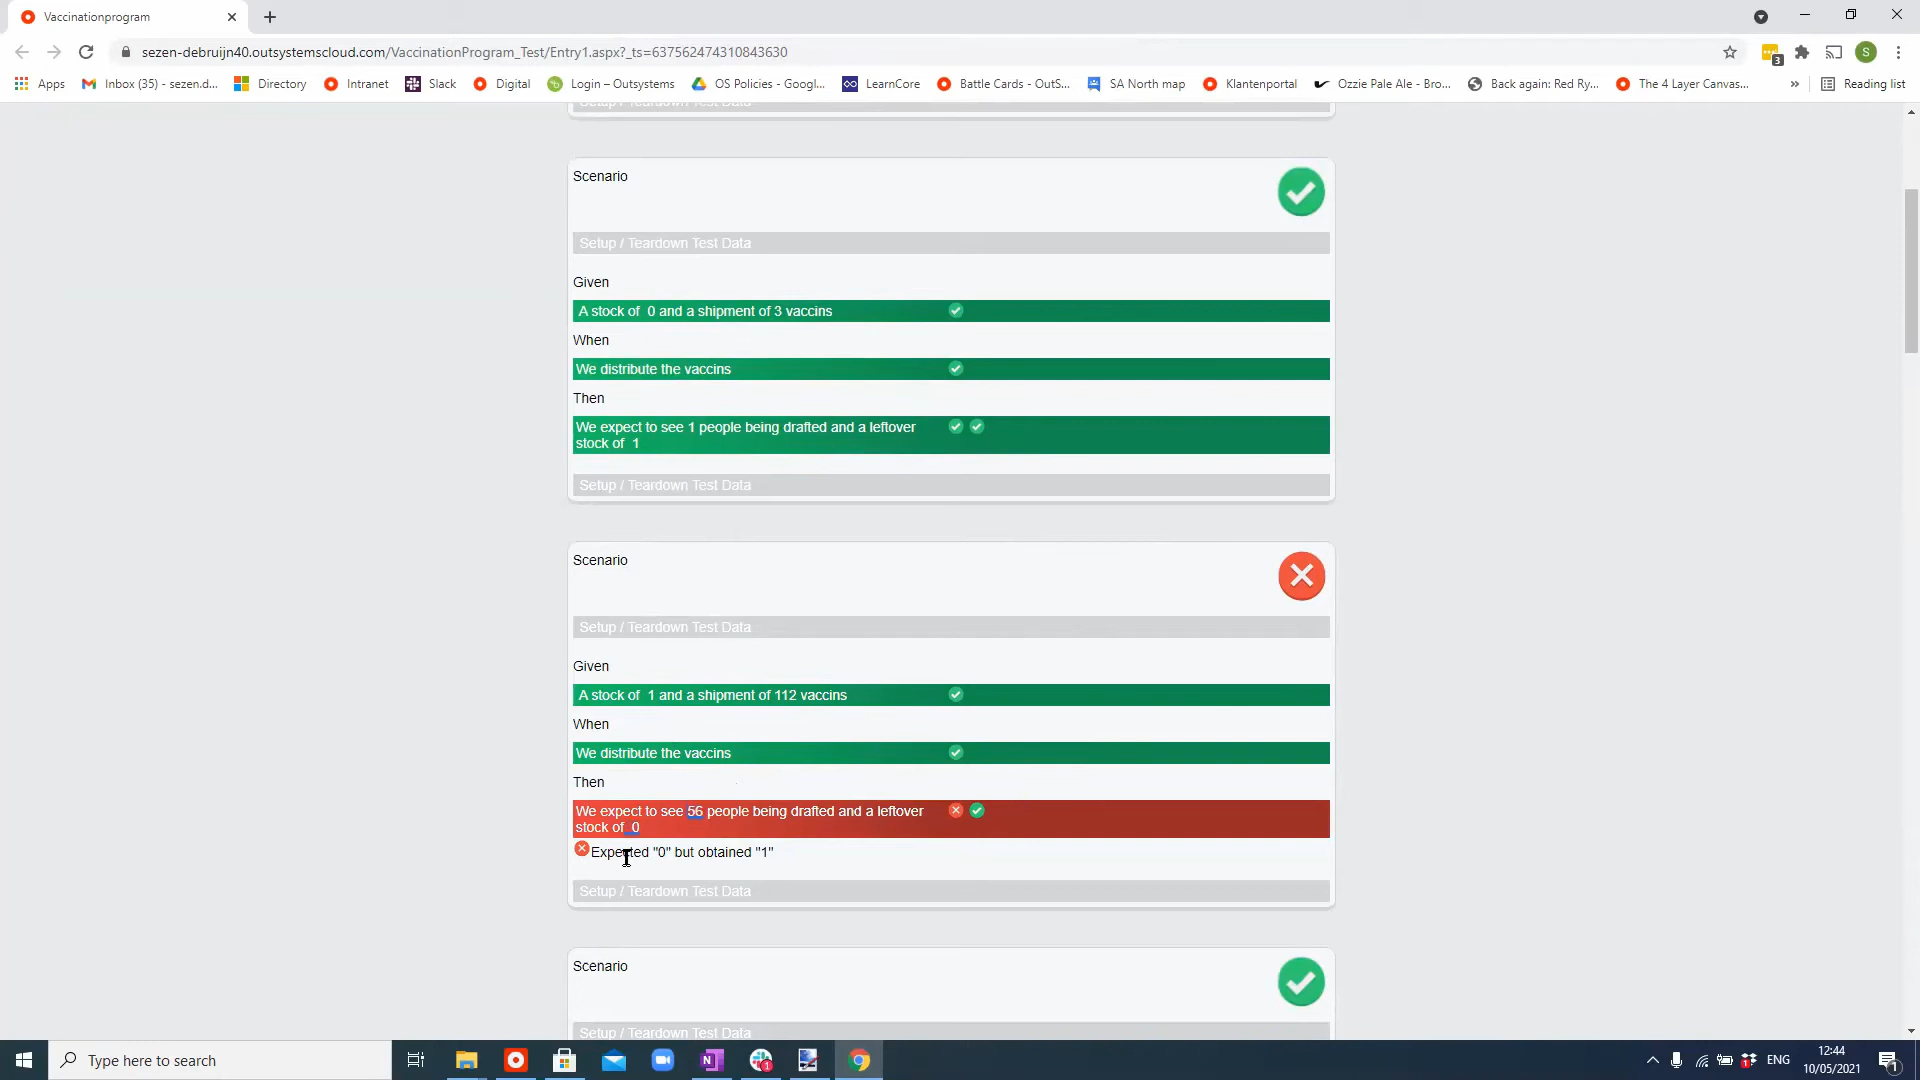 Vaccinationprogram
sezen-debruijn40.outsystemscloud.com/VaccinationProgram_Test/Entry1.aspx?_ts=637562474310843630
3
S
Apps
Inbox (35) - sezen.d...
Directory
Intranet
Slack
Digital
Login – Outsystems
OS Policies - Googl...
LearnCore
Battle Cards - OutS...
SA North map
Klantenportal
Ozzie Pale Ale - Bro...
Back again: Red Ry...
The 4 Layer Canvas...
»
Reading list
Setup / Teardown Test Data
Scenario
Setup / Teardown Test Data
Given
A stock of 0 and a shipment of 3 vaccins
When
We distribute the vaccins
Then
We expect to see 1 people being drafted and a leftover
stock of 1
Setup / Teardown Test Data
Scenario
Setup / Teardown Test Data
Given
A stock of 1 and a shipment of 112 vaccins
When
We distribute the vaccins
Then
We expect to see 56 people being drafted and a leftover
stock of 0
Expected "0" but obtained "1"
Setup / Teardown Test Data
Scenario
Setup / Teardown Test Data
Type here to search
ENG
12:44
10/05/2021